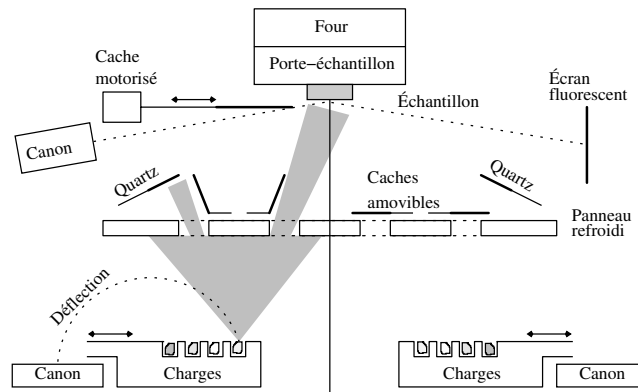 Four
Porte–échantillon
Cache
motorisé
Échantillon
Écran
fluorescent
Canon
Quartz
Caches
amovibles
Quartz
Panneau
refroidi
Déflection
Canon
Charges
Charges
Canon